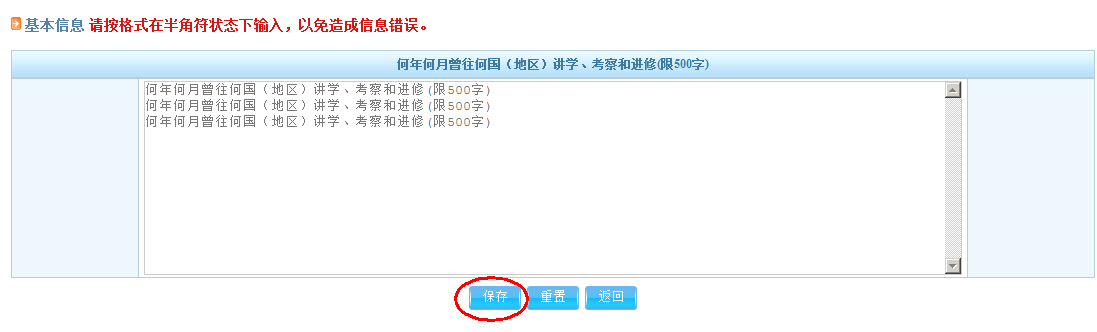 基本信息 请按格式在半角符状态下输入，以免造成信息错误。
何年何月曾往何国（地区）讲学、考察和进修(限500字)
何年何月曾往何国（地区）讲学、考察和进修(限500字)
何年何月曾往何国（地区）讲学、考察和进修(限500字)
何年何月曾往何国（地区）讲学、考察和进修(限500字)
保存 重置 返回